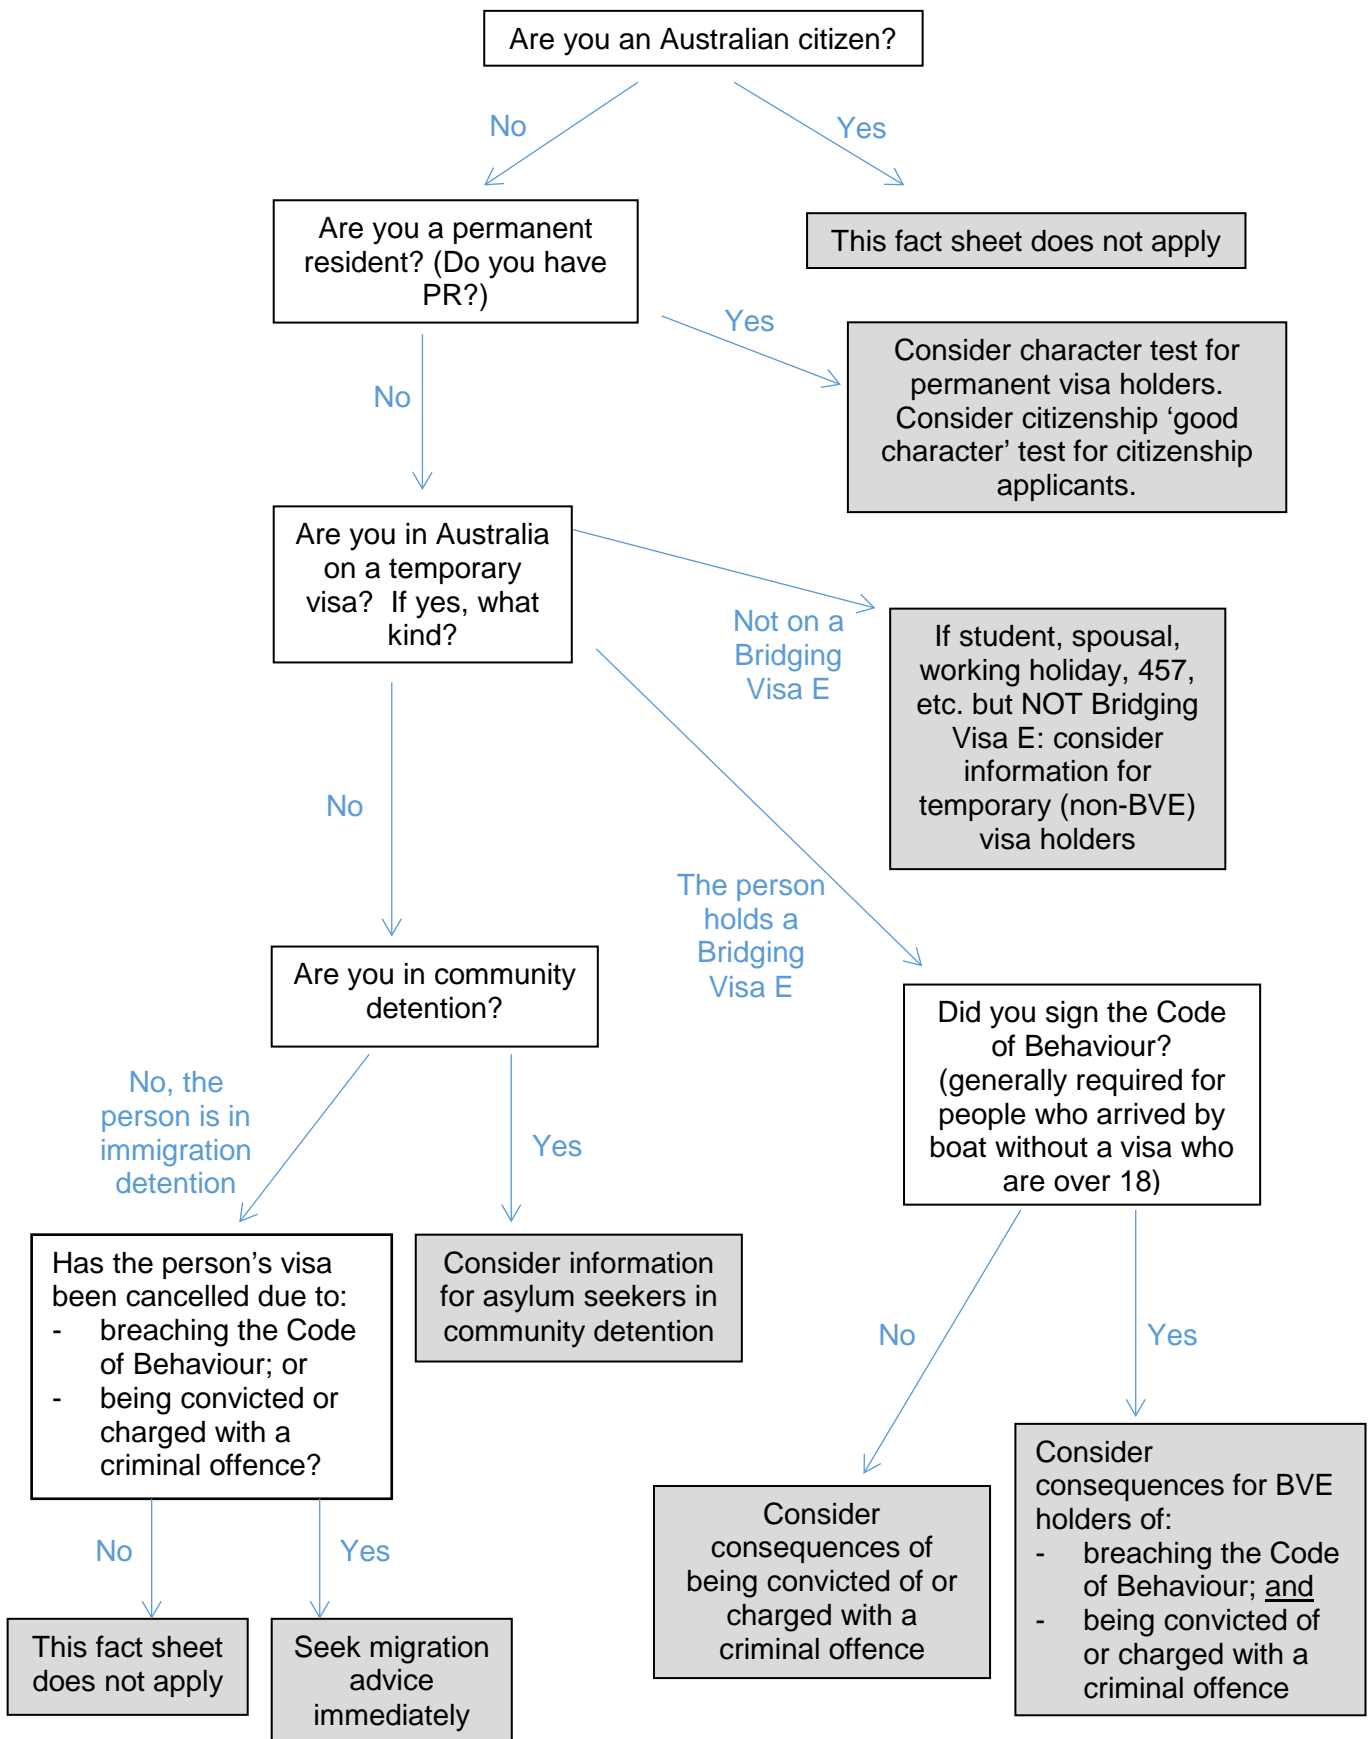 Are you an Australian citizen?
No
Yes
Are you a permanent
resident? (Do you have
PR?)
This fact sheet does not apply
Yes
Consider character test for
permanent visa holders.
Consider citizenship ‘good
character’ test for citizenship
applicants.
No
Are you in Australia
on a temporary
visa?  If yes, what
kind?
Not on a
Bridging
Visa E
If student, spousal,
working holiday, 457,
etc. but NOT Bridging
Visa E: consider
information for
temporary (non-BVE)
visa holders
No
The person
holds a
Bridging
Visa E
Are you in community
detention?
Did you sign the Code
of Behaviour?
(generally required for
people who arrived by
boat without a visa who
are over 18)
No, the
person is in
immigration
detention
Yes
Has the person’s visa
been cancelled due to:
- breaching the Code
of Behaviour; or
- being convicted or
charged with a
criminal offence?
Consider information
for asylum seekers in
community detention
No
Yes
Consider
consequences of
being convicted of or
charged with a
criminal offence
Consider
consequences for BVE
holders of:
- breaching the Code
of Behaviour; and
- being convicted of
or charged with a
criminal offence
No
Yes
This fact sheet
does not apply
Seek migration
advice
immediately